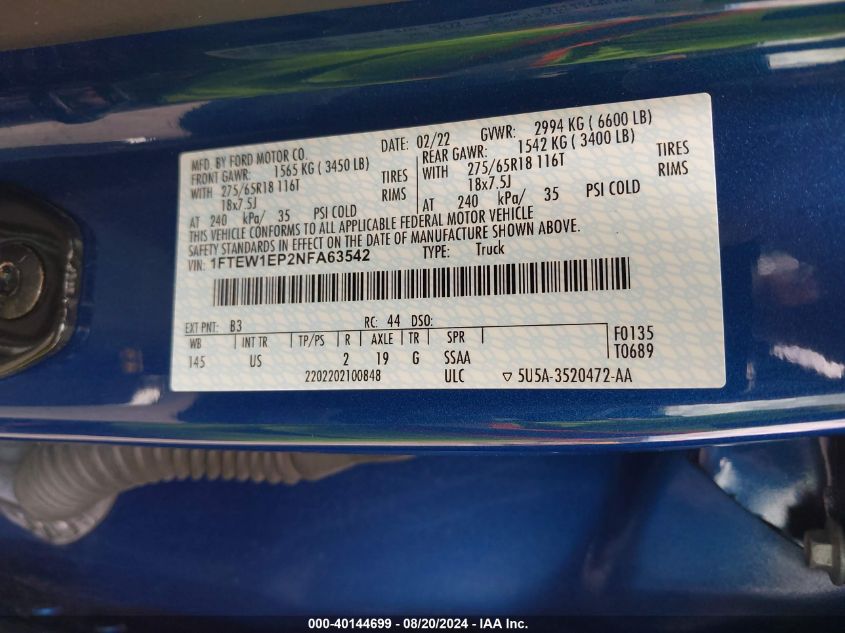 MFD. BY FORD MOTOR CO. DATE: 02/22 GVWR: 2994 KG ( 6600 LB)
FRONT GAWR: 1565 KG ( 3450 LB) REAR GAWR: 1542 KG ( 3400 LB)
WITH 275/65R18 116T TIRES WITH 275/65R18 116T TIRES
18x7.5J RIMS 18x7.5J RIMS
AT 240 kPa/ 35 PSI COLD AT 240 kPa/ 35 PSI COLD
THIS VEHICLE CONFORMS TO ALL APPLICABLE FEDERAL MOTOR VEHICLE
SAFETY STANDARDS IN EFFECT ON THE DATE OF MANUFACTURE SHOWN ABOVE.
VIN: 1FTEW1EP2NFA63542 TYPE: Truck
EXT PNT: B3 RC: 44 DSO: F0135
WB INT TR TP/PS R AXLE TR SPR T0689
145 US 2 19 G SSAA
2202202100848 ULC ▽ 5U5A-3520472-AA
000-40144699 - 08/20/2024 - IAA Inc.